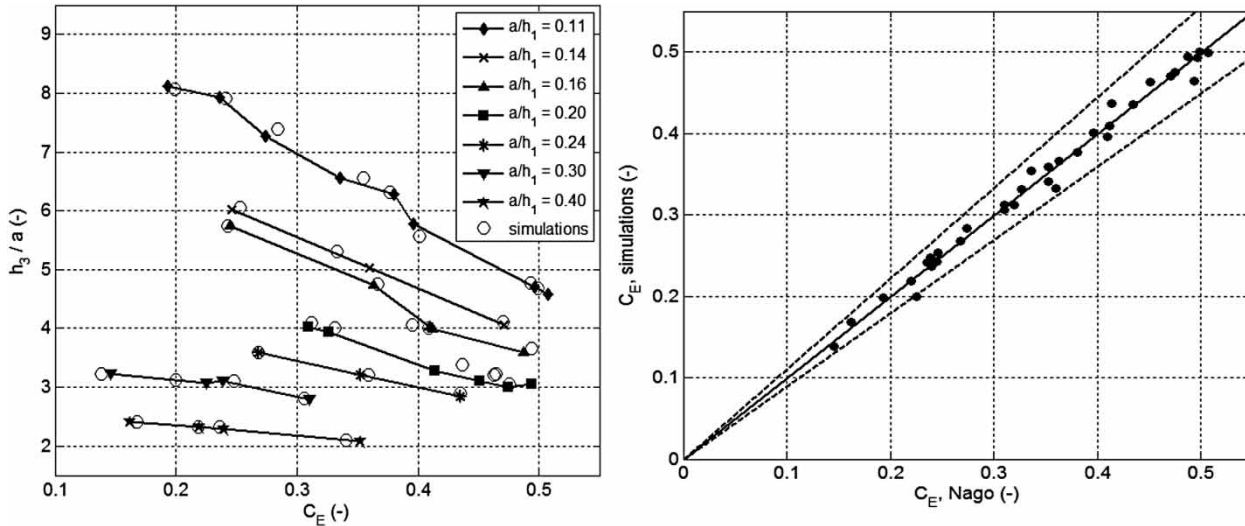 9
8
7
6
5
4
3
2
h₃ / a (-)
0.1 0.2 0.3 0.4 0.5
C_E (-)
a/h₁ = 0.11
a/h₁ = 0.14
a/h₁ = 0.16
a/h₁ = 0.20
a/h₁ = 0.24
a/h₁ = 0.30
a/h₁ = 0.40
simulations
0.5
0.4
0.3
0.2
0.1
0
C_E, simulations (-)
0 0.1 0.2 0.3 0.4 0.5
C_E, Nago (-)